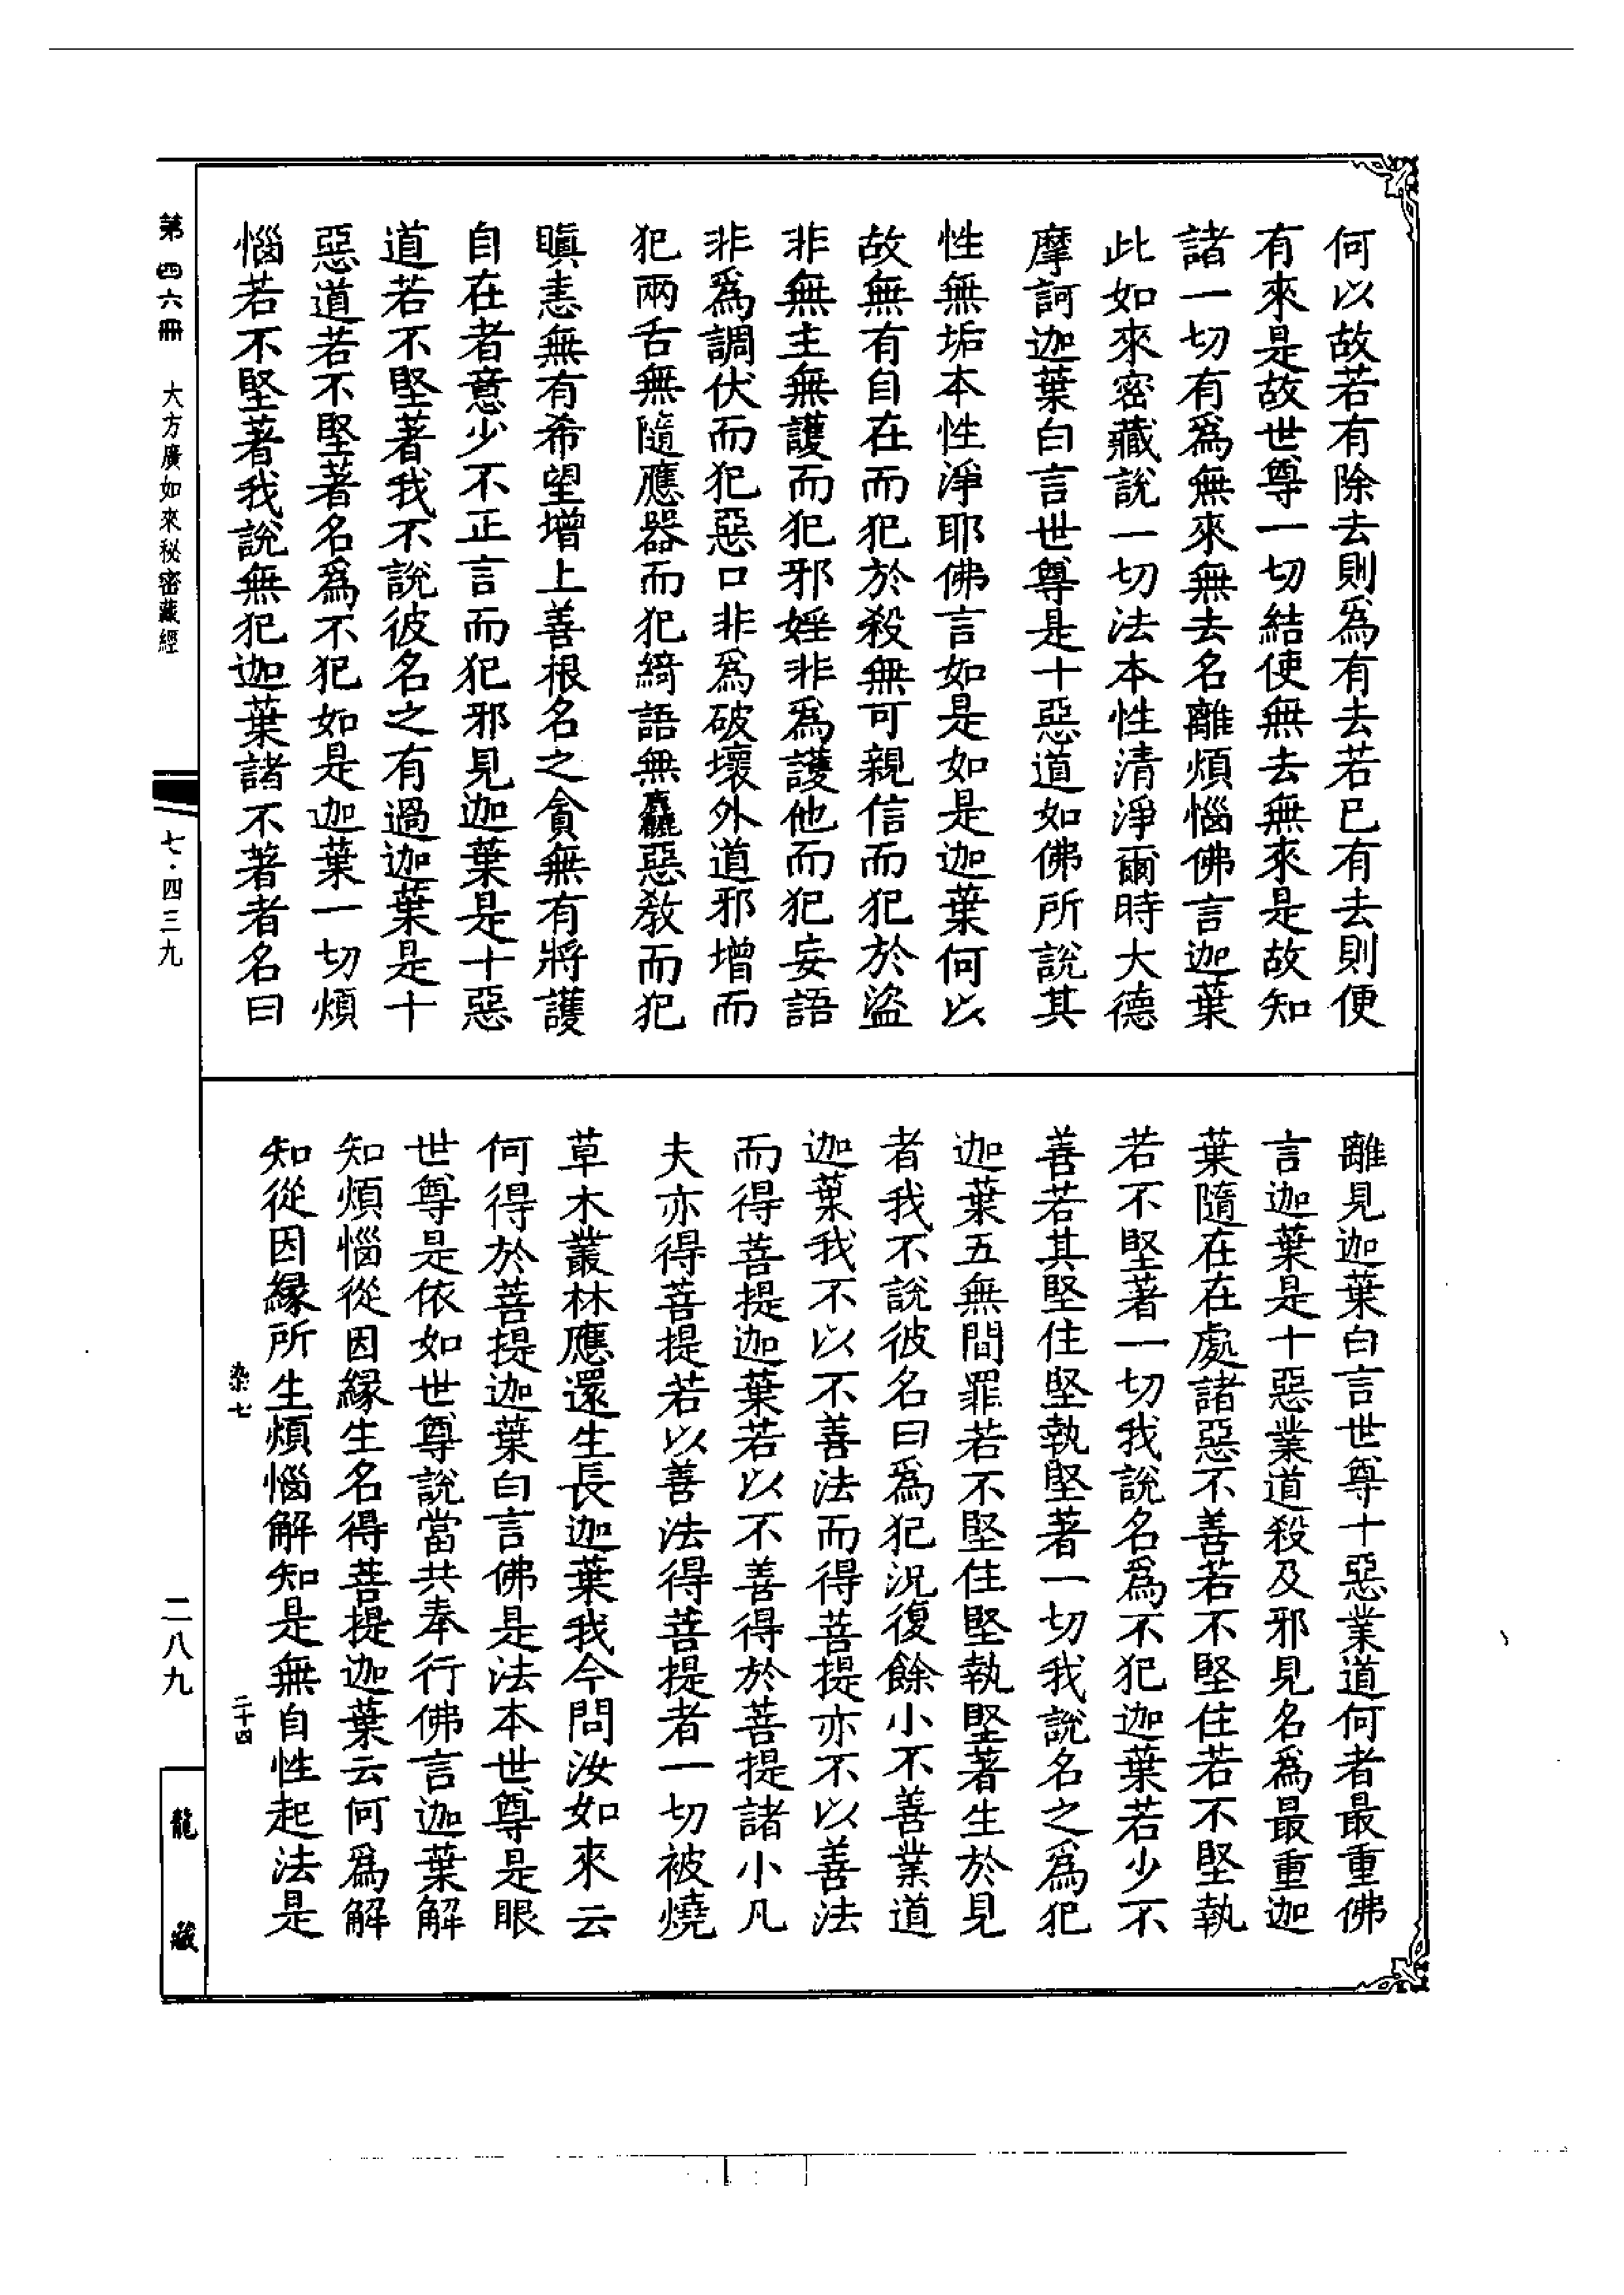 何以故若有除去則爲有去若已有去則便
有來是故世尊一切結使無去無來是故知
諸一切有爲無來無去名離煩惱佛言迦葉
此如來密藏說一切法本性清淨爾時大德
摩訶迦葉白言世尊是十惡道如佛所說其
性無垢本性淨耶佛言如是如是迦葉何以
故無有自在而犯於殺無可親信而犯於盜
非無主無護而犯邪婬非爲護他而犯妄語
非爲調伏而犯惡口非爲破壞外道邪增而
犯兩舌無隨應器而犯綺語無麤惡教而犯
瞋恚無有希望增上善根名之貪無有將護
自在者意少不正言而犯邪見迦葉是十惡
道若不堅著我不說彼名之有過迦葉是十
惡道若不堅著名爲不犯如是迦葉一切煩
惱若不堅著我說無犯迦葉諸不著者名曰
離見迦葉白言世尊十惡業道何者最重佛
言迦葉是十惡業道殺及邪見名爲最重迦
葉隨在在處諸惡不善若不堅住若不堅執
若不堅著一切我說名爲不犯迦葉若少不
善若其堅住堅執堅著一切我說名之爲犯
迦葉五無間罪若不堅住堅執堅著生於見
者我不說彼名曰爲犯況復餘小不善業道
迦葉我不以不善法而得菩提亦不以善法
而得菩提迦葉若以不善得於菩提諸小凡
夫亦得菩提若以善法得菩提者一切被燒
草木叢林應還生長迦葉我今問汝如來云
何得於菩提迦葉白言佛是法本世尊是眼
世尊是依如世尊說當共奉行佛言迦葉解
知煩惱從因緣生名得菩提迦葉云何爲解
知從因緣所生煩惱解知是無自性起法是
染七
二十四
第四六冊 大方廣如來秘密藏經
七·四三九
二八九
龍藏